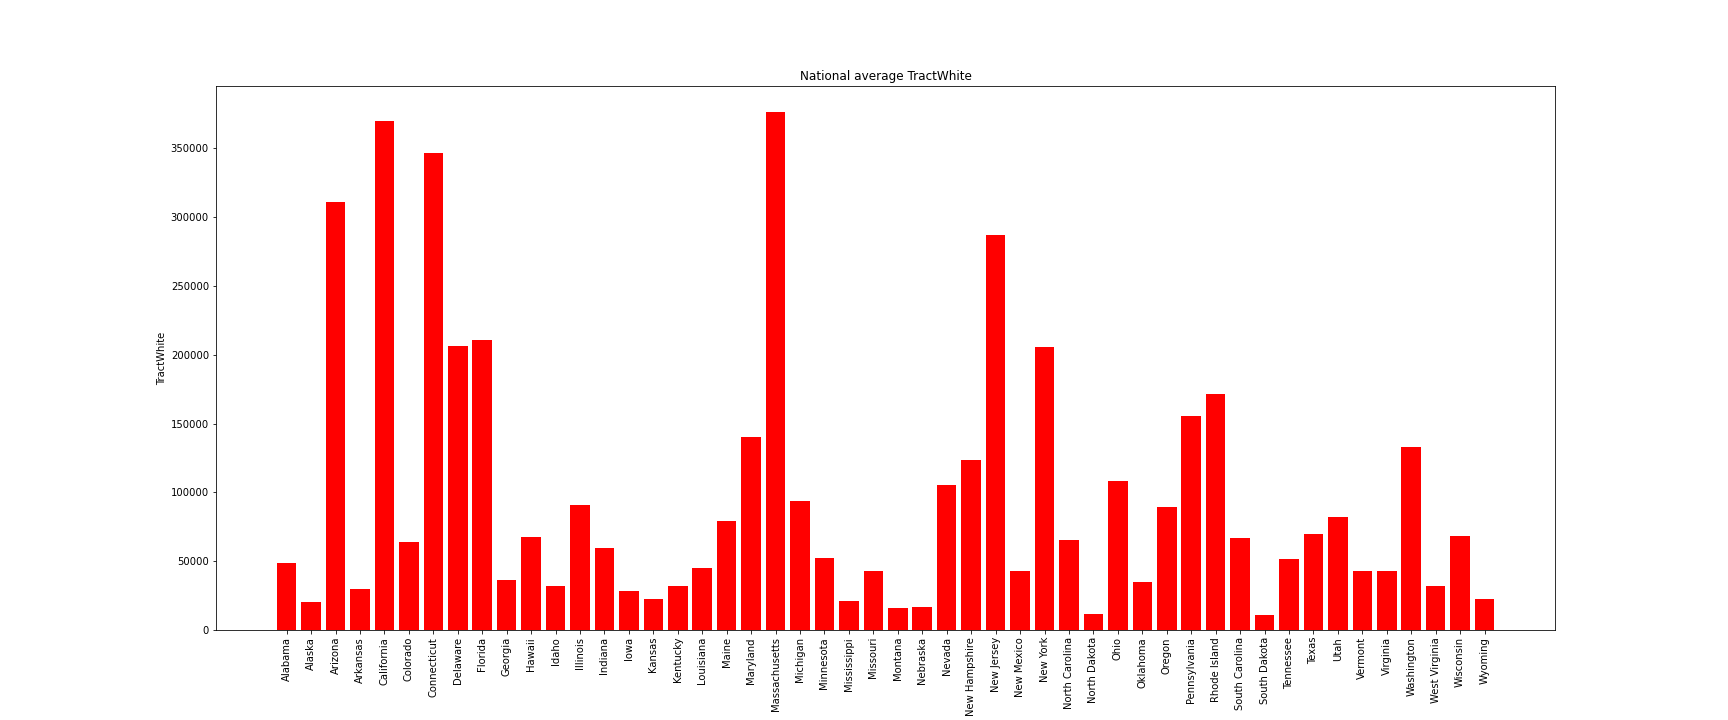 National average TractWhite
TractWhite
350000
300000
250000
200000
150000
100000
50000
0
Alabama
Alaska
Arizona
Arkansas
California
Colorado
Connecticut
Delaware
Florida
Georgia
Hawaii
Idaho
Illinois
Indiana
Iowa
Kansas
Kentucky
Louisiana
Maine
Maryland
Massachusetts
Michigan
Minnesota
Mississippi
Missouri
Montana
Nebraska
Nevada
New Hampshire
New Jersey
New Mexico
New York
North Carolina
North Dakota
Ohio
Oklahoma
Oregon
Pennsylvania
Rhode Island
South Carolina
South Dakota
Tennessee
Texas
Utah
Vermont
Virginia
Washington
West Virginia
Wisconsin
Wyoming